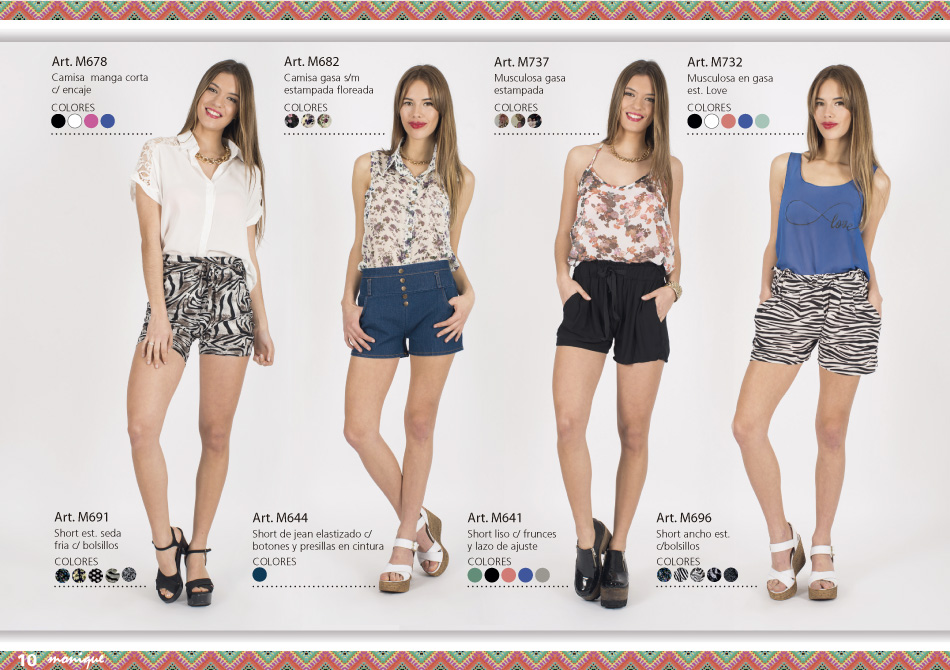 Art. M678
Camisa manga corta
c/ encaje
COLORES
Art. M682
Camisa gasa s/m
estampada floreada
COLORES
Art. M737
Musculosa gasa
estampada
COLORES
Art. M732
Musculosa en gasa
est. Love
COLORES
love
Art. M691
Short est. seda
fria c/ bolsillos
COLORES
Art. M644
Short de jean elastizado c/
botones y presillas en cintura
COLORES
Art. M641
Short liso c/ frunces
y lazo de ajuste
COLORES
Art. M696
Short ancho est.
c/bolsillos
COLORES
10 monique